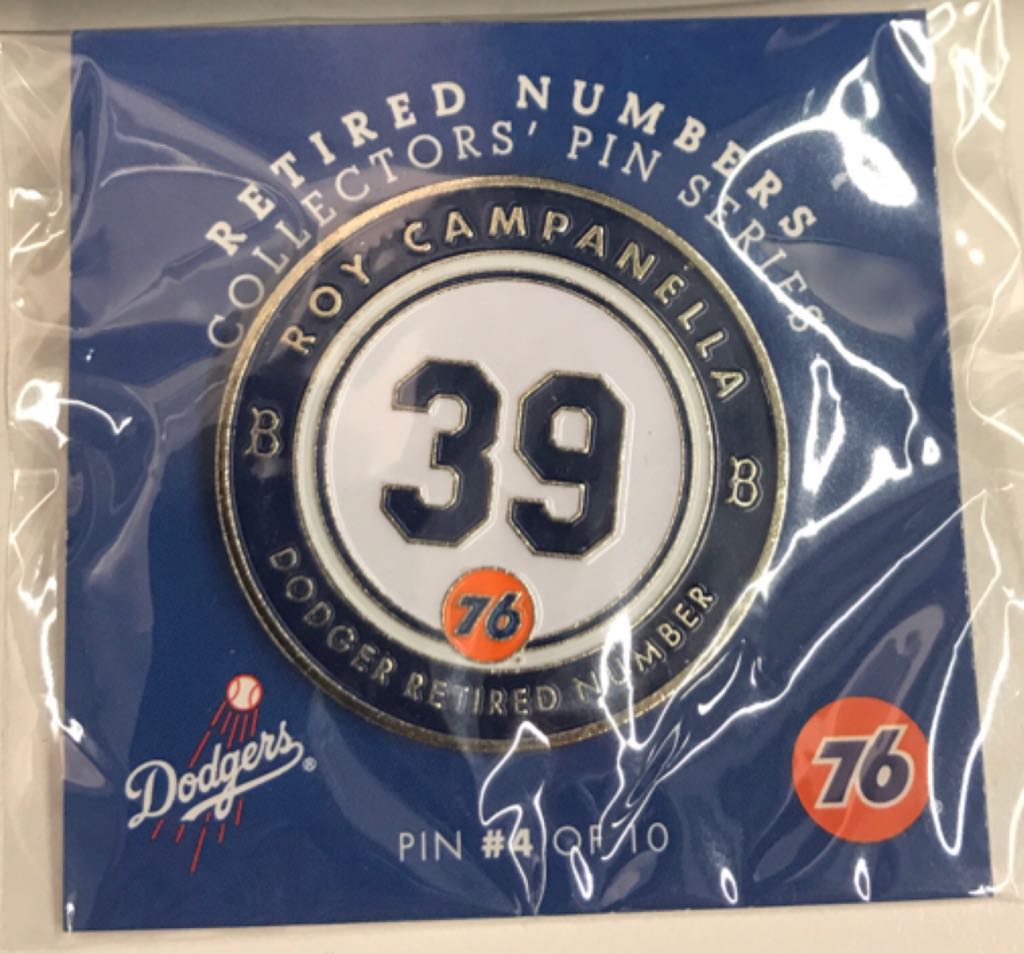 RETIRED NUMBERS
COLLECTORS' PIN SERIES
ROY CAMPANELLA
B B
39
76
DODGER RETIRED NUMBER
Dodgers®
76
PIN #4 OF 10